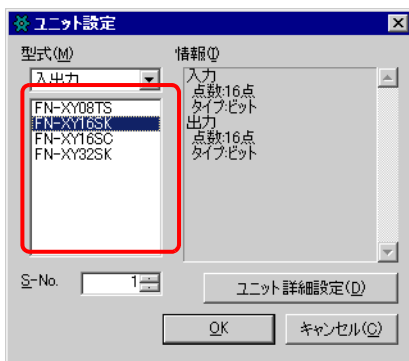 ユニット設定
型式(M)
入出力
FN-XY08TS
FN-XY16SK
FN-XY16SC
FN-XY32SK
情報(I)
入力
点数:16点
タイプ:ビット
出力
点数:16点
タイプ:ビット
S-No.
1
ユニット詳細設定(D)
OK
キャンセル(C)